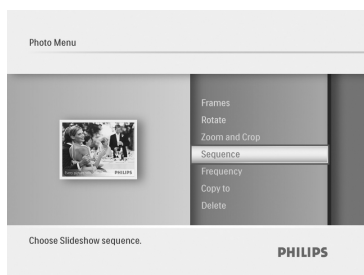 Photo Menu
Frames
Rotate
Zoom and Crop
Sequence
Frequency
Copy to
Delete
PHILIPS
Choose Slideshow sequence.
PHILIPS